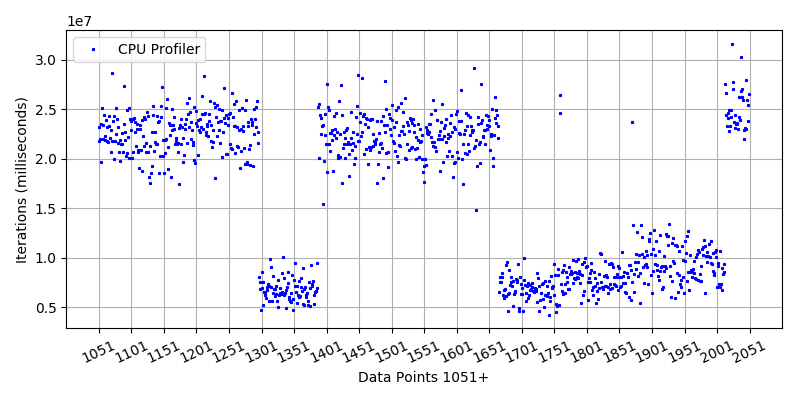 1e7
CPU Profiler
3.0
2.5
2.0
1.5
1.0
0.5
Iterations (milliseconds)
1051 1101 1151 1201 1251 1301 1351 1401 1451 1501 1551 1601 1651 1701 1751 1801 1851 1901 1951 2001 2051
Data Points 1051+